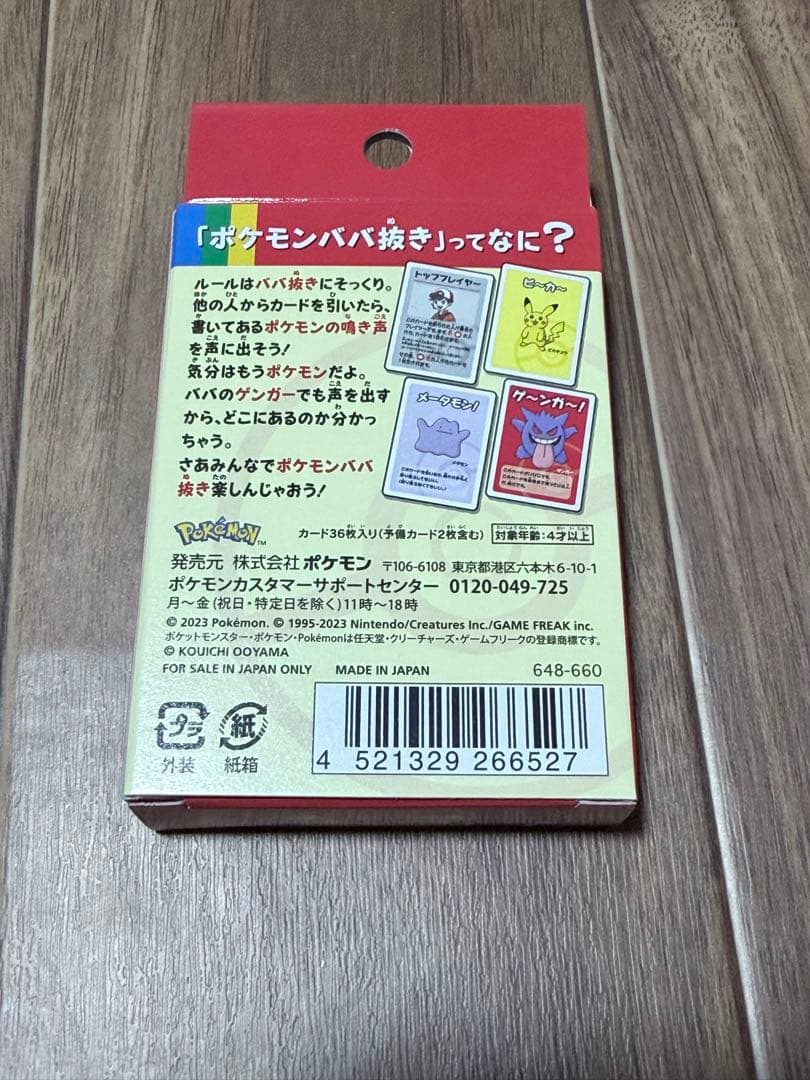 「ポケモンババ抜き」ってなに?
ルールはババ抜きにそっくり。
他の人からカードを引いたら、
書いてあるポケモンの鳴き声
を声に出そう!
気分はもうポケモンだよ。
ババのゲンガーでも声を出す
から、どこにあるのか分かっ
ちゃう。
さあみんなでポケモンババ
抜き楽しんじゃおう!
トッププレイヤー
ピ〜カ〜
ピカチュウ
メ〜タモン!
メタモン
ゲ〜ンガ〜!
ゲンガー
POKéMON™
カード36枚入り(予備カード2枚含む)
対象年齢:4才以上
発売元 株式会社ポケモン 〒106-6108 東京都港区六本木6-10-1
ポケモンカスタマーサポートセンター 0120-049-725
月〜金(祝日・特定日を除く)11時〜18時
© 2023 Pokémon. © 1995-2023 Nintendo/Creatures Inc./GAME FREAK inc.
ポケットモンスター・ポケモン・Pokémonは任天堂・クリーチャーズ・ゲームフリークの登録商標です。
© KOUICHI OOYAMA
FOR SALE IN JAPAN ONLY MADE IN JAPAN 648-660
プラ
外装
紙
紙箱
4 521329 266527